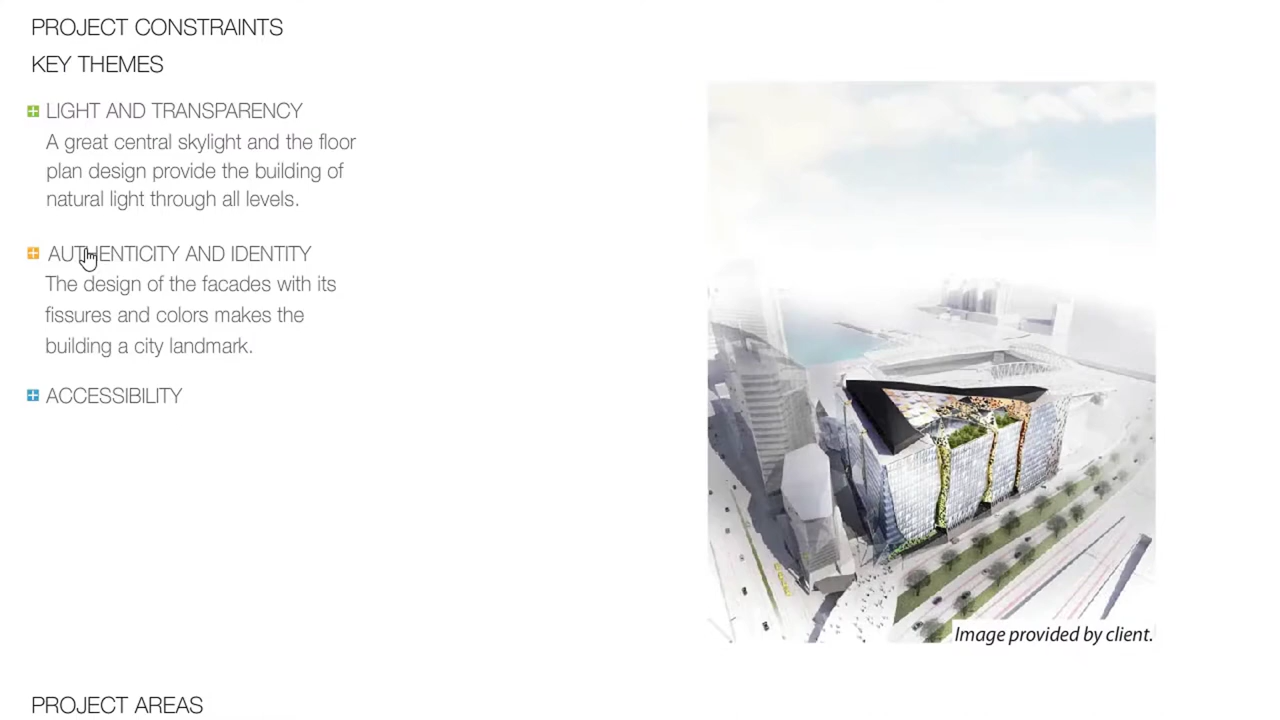 PROJECT CONSTRAINTS
KEY THEMES
LIGHT AND TRANSPARENCY
A great central skylight and the floor
plan design provide the building of
natural light through all levels.
AUTHENTICITY AND IDENTITY
The design of the facades with its
fissures and colors makes the
building a city landmark.
ACCESSIBILITY
Image provided by client.
PROJECT AREAS